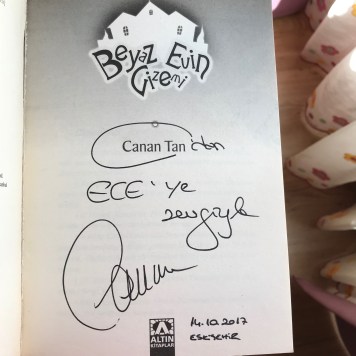 Beyaz Evin
Gizemi
Canan Tan'dan
ECE'ye
sevgiyle
ALTIN
KİTAPLAR
14.10.2017
ESKİŞEHİR